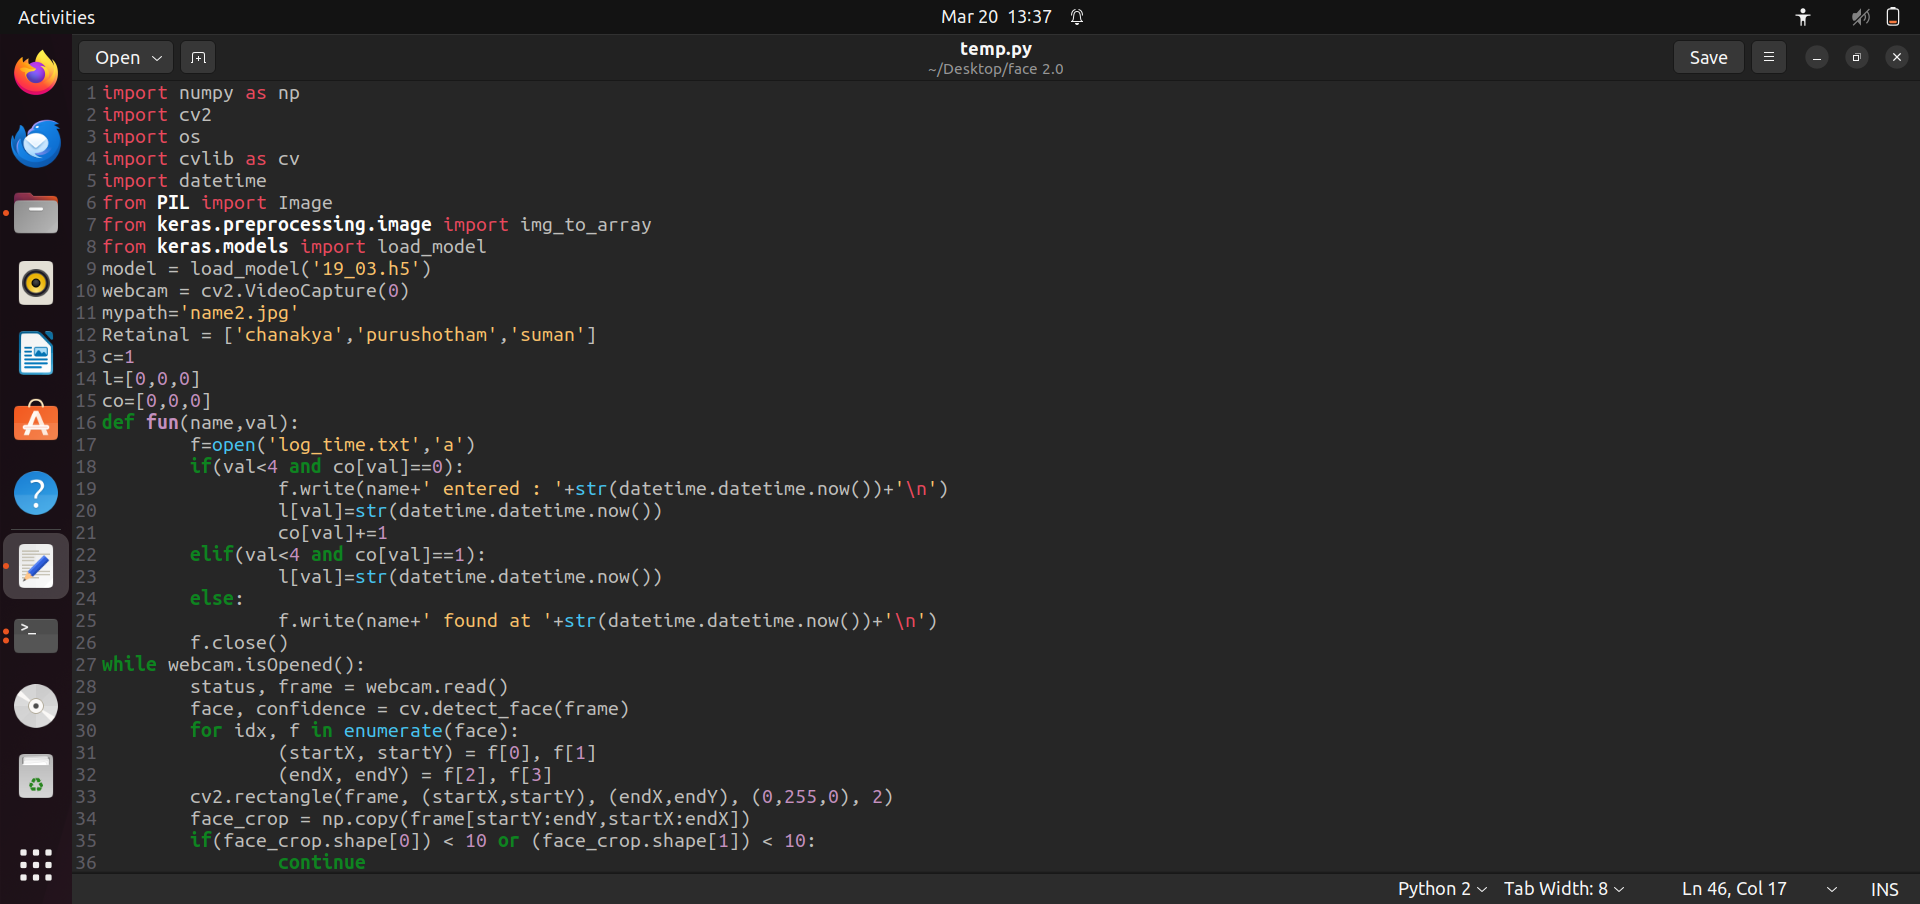 Activities
Mar 20 13:37
Open
temp.py
~/Desktop/face 2.0
Save
1 import numpy as np
2 import cv2
3 import os
4 import cvlib as cv
5 import datetime
6 from PIL import Image
7 from keras.preprocessing.image import img_to_array
8 from keras.models import load_model
9 model = load_model('19_03.h5')
10 webcam = cv2.VideoCapture(0)
11 mypath='name2.jpg'
12 Retainal = ['chanakya','purushotham','suman']
13 c=1
14 l=[0,0,0]
15 co=[0,0,0]
16 def fun(name,val):
17         f=open('log_time.txt','a')
18         if(val<4 and co[val]==0):
19                 f.write(name+' entered : '+str(datetime.datetime.now())+'\n')
20                 l[val]=str(datetime.datetime.now())
21                 co[val]+=1
22         elif(val<4 and co[val]==1):
23                 l[val]=str(datetime.datetime.now())
24         else:
25                 f.write(name+' found at '+str(datetime.datetime.now())+'\n')
26         f.close()
27 while webcam.isOpened():
28         status, frame = webcam.read()
29         face, confidence = cv.detect_face(frame)
30         for idx, f in enumerate(face):
31                 (startX, startY) = f[0], f[1]
32                 (endX, endY) = f[2], f[3]
33         cv2.rectangle(frame, (startX,startY), (endX,endY), (0,255,0), 2)
34         face_crop = np.copy(frame[startY:endY,startX:endX])
35         if(face_crop.shape[0]) < 10 or (face_crop.shape[1]) < 10:
36                 continue
Python 2
Tab Width: 8
Ln 46, Col 17
INS